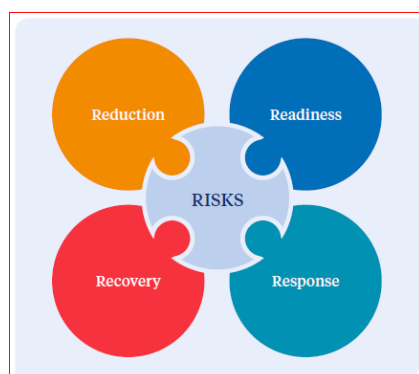 Reduction
Readiness
RISKS
Recovery
Response